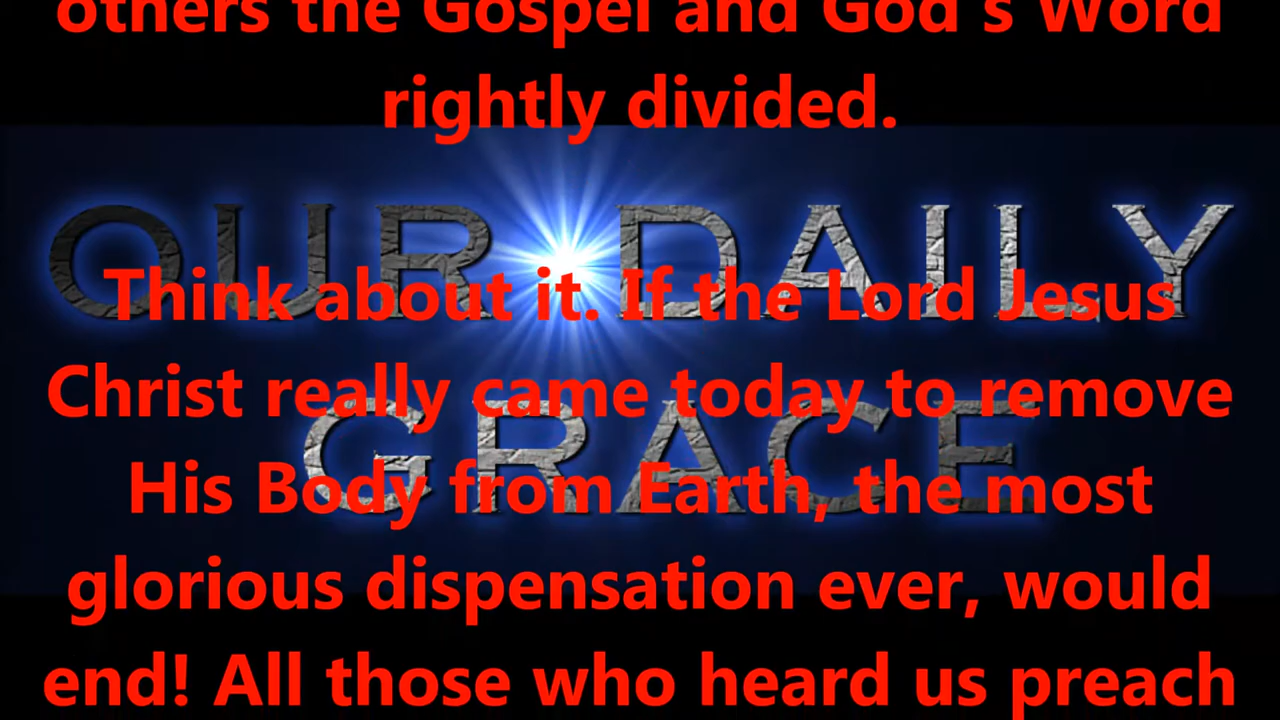 others the Gospel and God's Word
rightly divided.
OUR DAILY
Think about it. If the Lord Jesus
Christ really came today to remove
GRACE
His Body from Earth, the most
glorious dispensation ever, would
end! All those who heard us preach